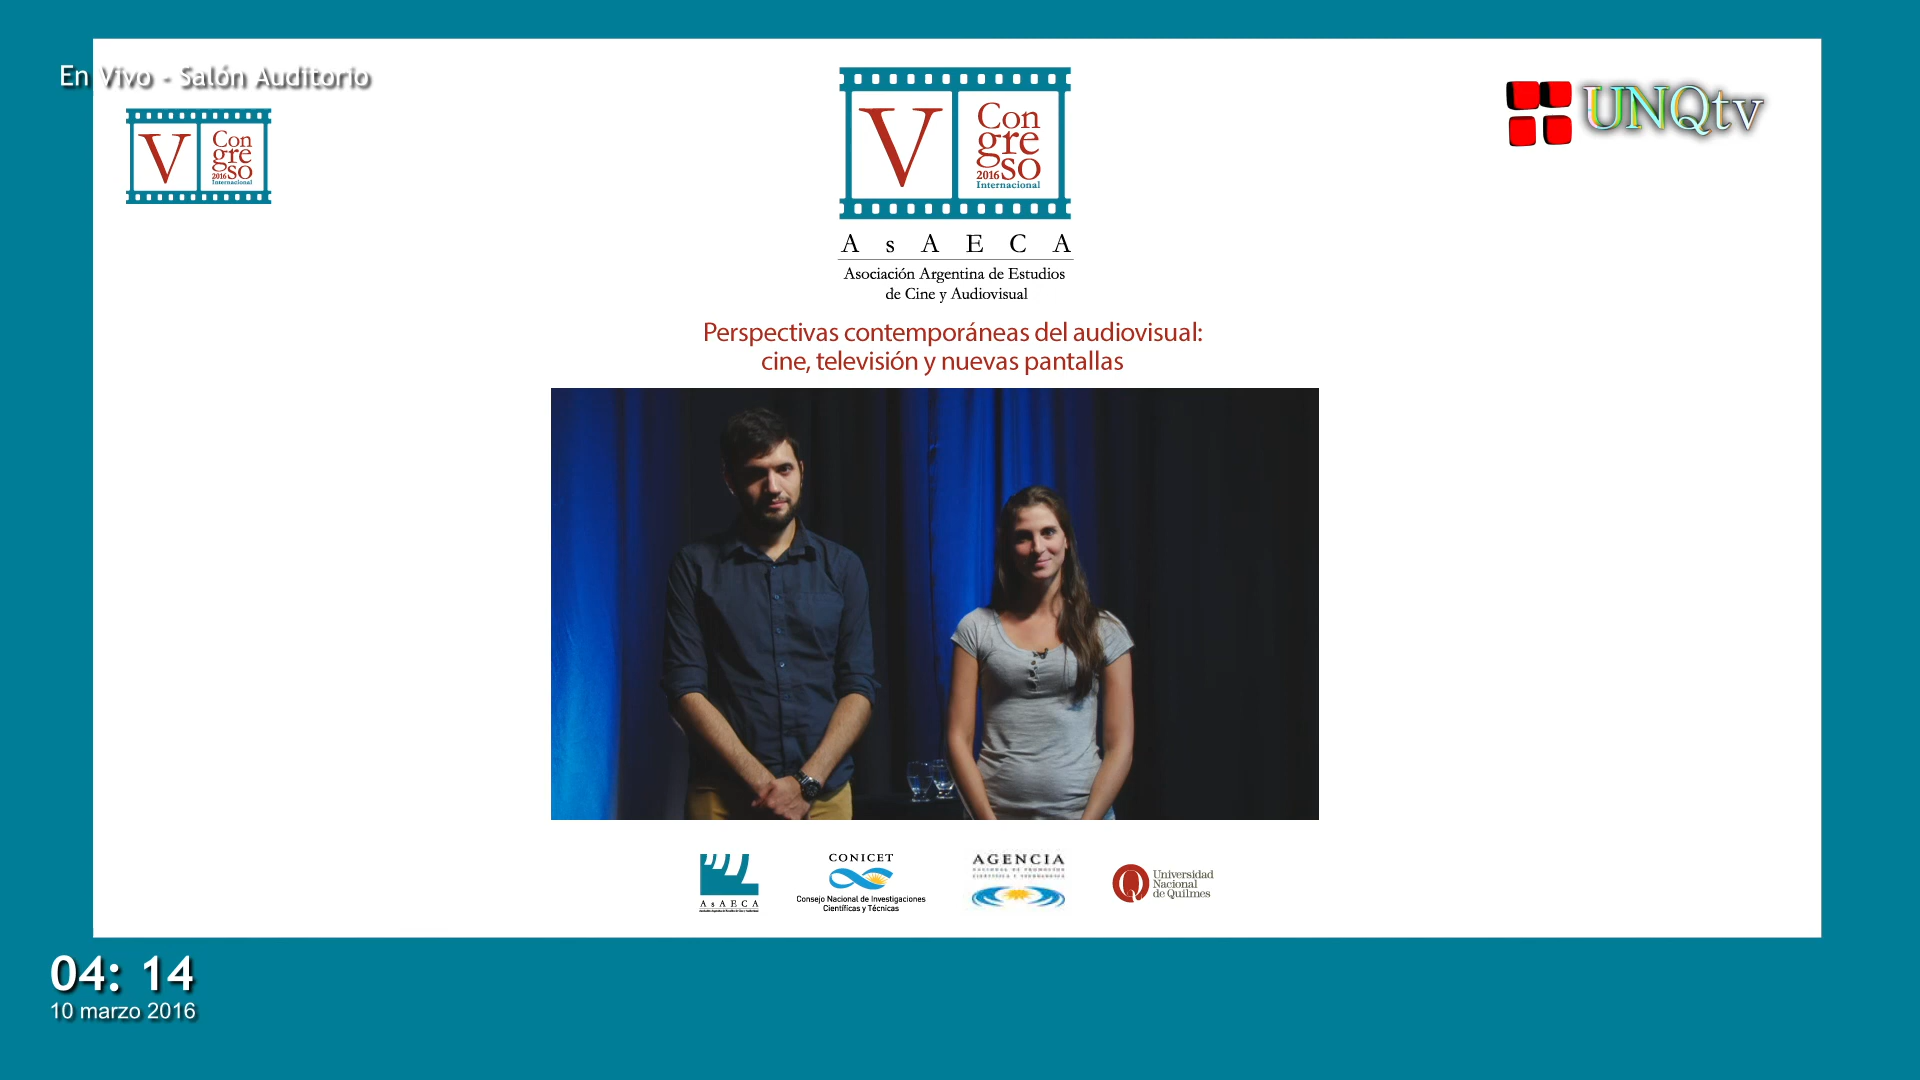 En Vivo - Salón Auditorio
V
Con
gre
2016 so
Internacional
V
Con
gre
2016 so
Internacional
UNQtv
A s A E C A
Asociación Argentina de Estudios
de Cine y Audiovisual
Perspectivas contemporáneas del audiovisual:
cine, televisión y nuevas pantallas
A s A E C A
CONICET
Consejo Nacional de Investigaciones
Científicas y Técnicas
AGENCIA
Universidad
Nacional
de Quilmes
04: 14
10 marzo 2016